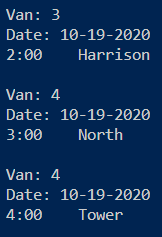 Van: 3
Date: 10-19-2020
2:00    Harrison

Van: 4
Date: 10-19-2020
3:00    North

Van: 4
Date: 10-19-2020
4:00    Tower